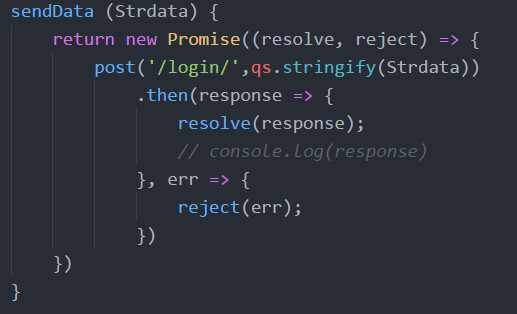 sendData (Strdata) {
    return new Promise((resolve, reject) => {
        post('/login/',qs.stringify(Strdata))
            .then(response => {
                resolve(response);
                // console.log(response)
            }, err => {
                reject(err);
            })
    })
}